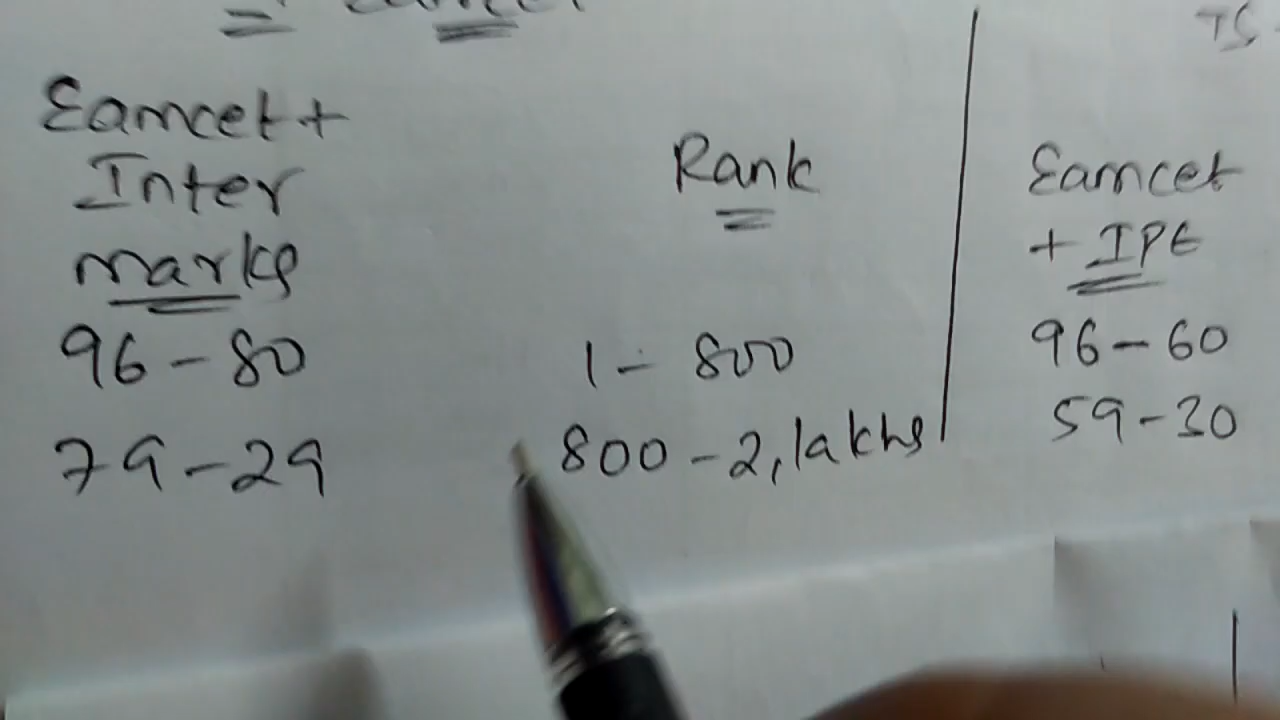 TS
Eamcet +
Inter
marks
Rank
96 - 80
1 - 800
79 - 29
800 - 2, lakhs
Eamcet
+ IPE
96 - 60
59 - 30